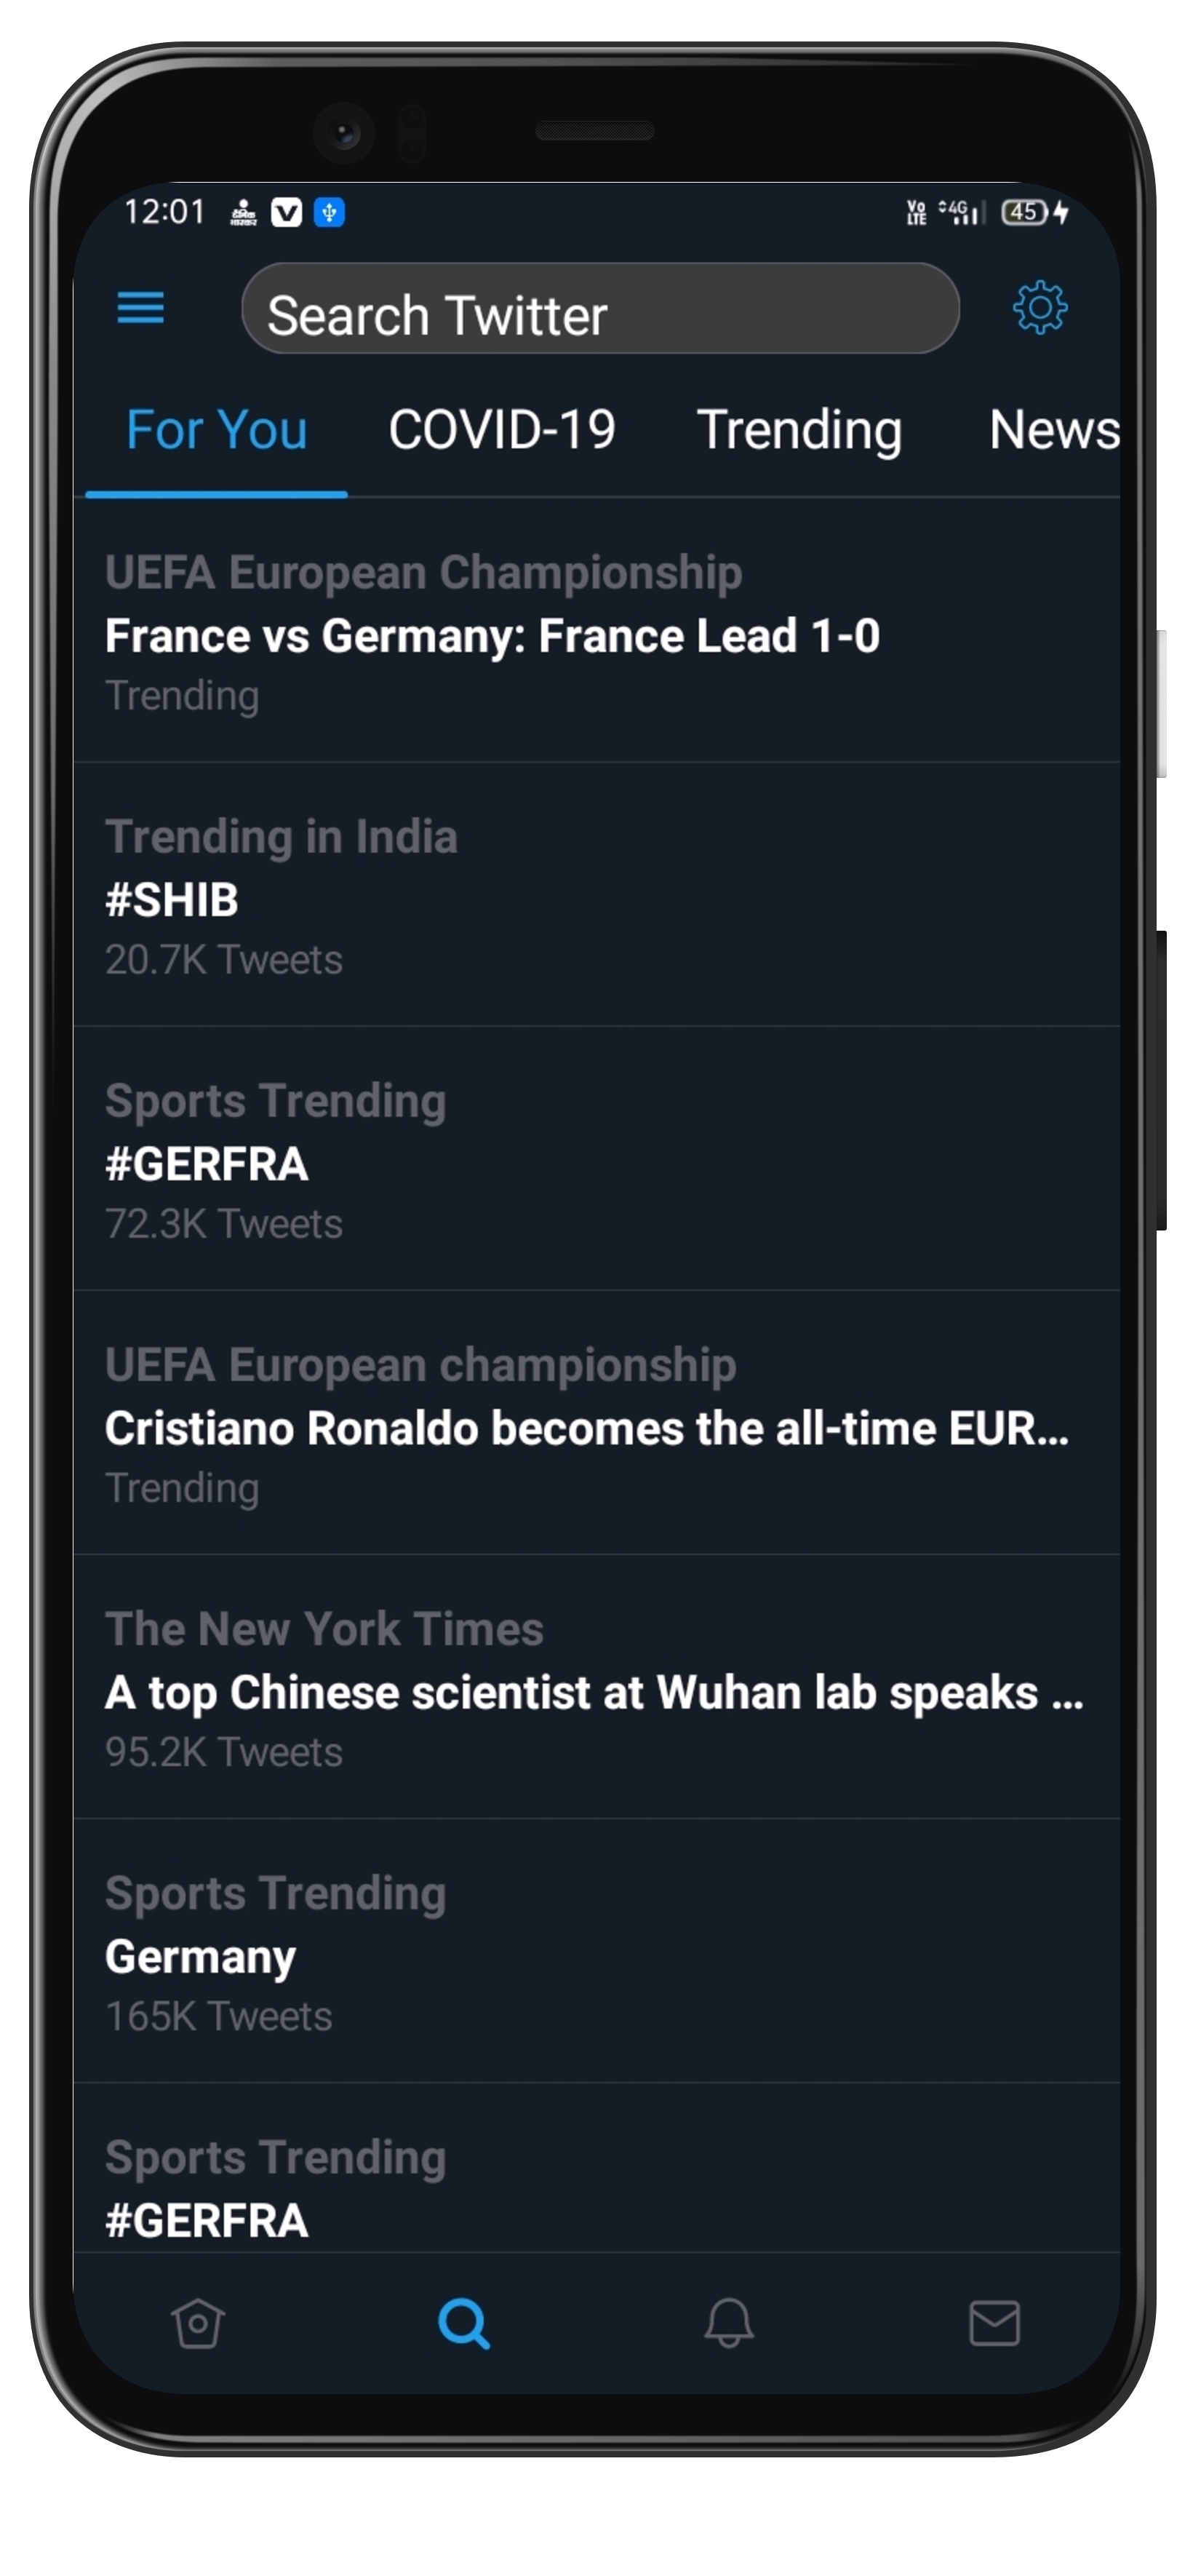 12:01
दैनिक
भास्कर
V
Vo
LTE
4G
45
Search Twitter
For You
COVID-19
Trending
News
UEFA European Championship
France vs Germany: France Lead 1-0
Trending
Trending in India
#SHIB
20.7K Tweets
Sports Trending
#GERFRA
72.3K Tweets
UEFA European championship
Cristiano Ronaldo becomes the all-time EUR...
Trending
The New York Times
A top Chinese scientist at Wuhan lab speaks ...
95.2K Tweets
Sports Trending
Germany
165K Tweets
Sports Trending
#GERFRA